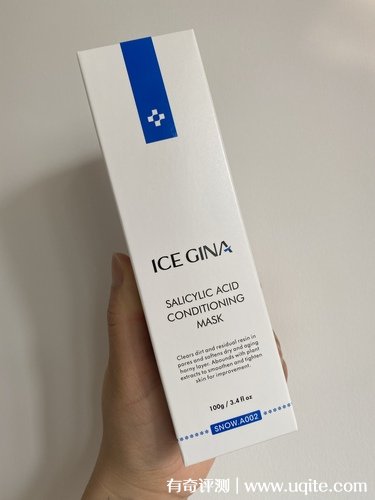 ICE GINA
SALICYLIC ACID
CONDITIONING
MASK
Clears dirt and residual resin in
pores and softens dry and aging
horny layer. Abounds with plant
extracts to smoothen and tighten
skin for improvement.
100g / 3.4 fl oz
SNOW.A002
有奇评测 | www.uqite.com